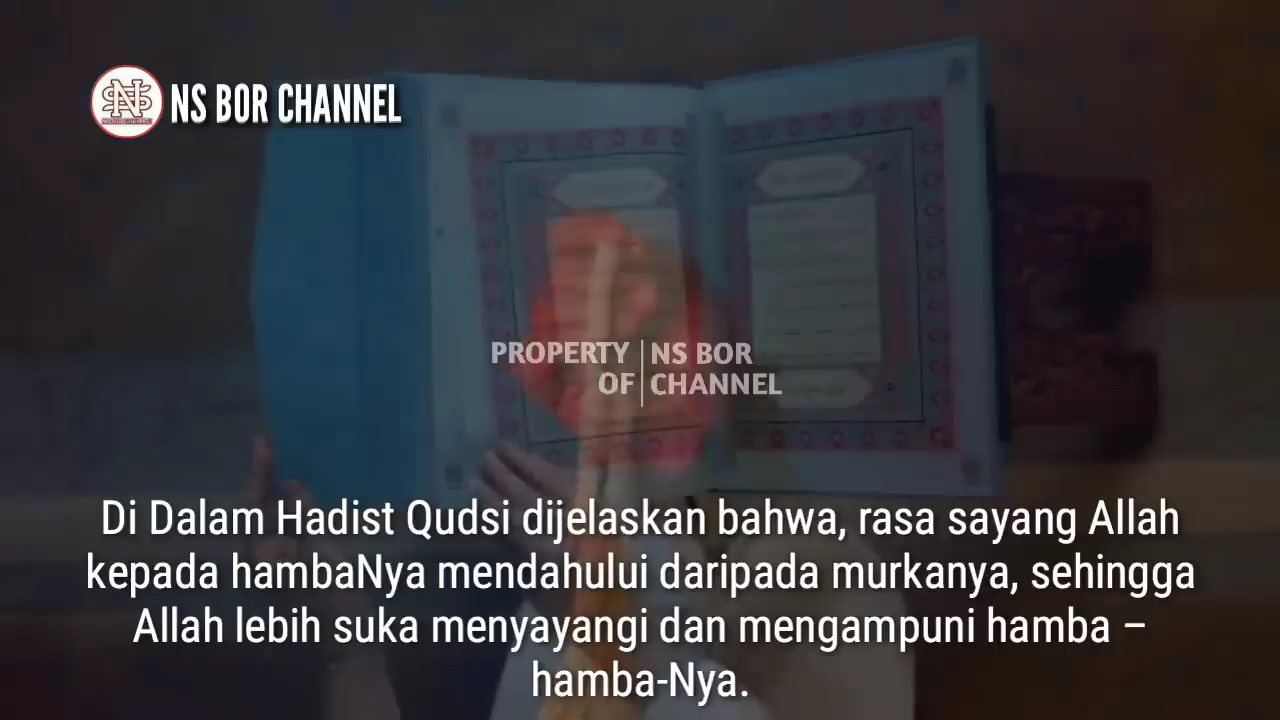 NS BOR CHANNEL
PROPERTY OF
NS BOR CHANNEL
Di Dalam Hadist Qudsi dijelaskan bahwa, rasa sayang Allah
kepada hambaNya mendahului daripada murkanya, sehingga
Allah lebih suka menyayangi dan mengampuni hamba –
hamba-Nya.